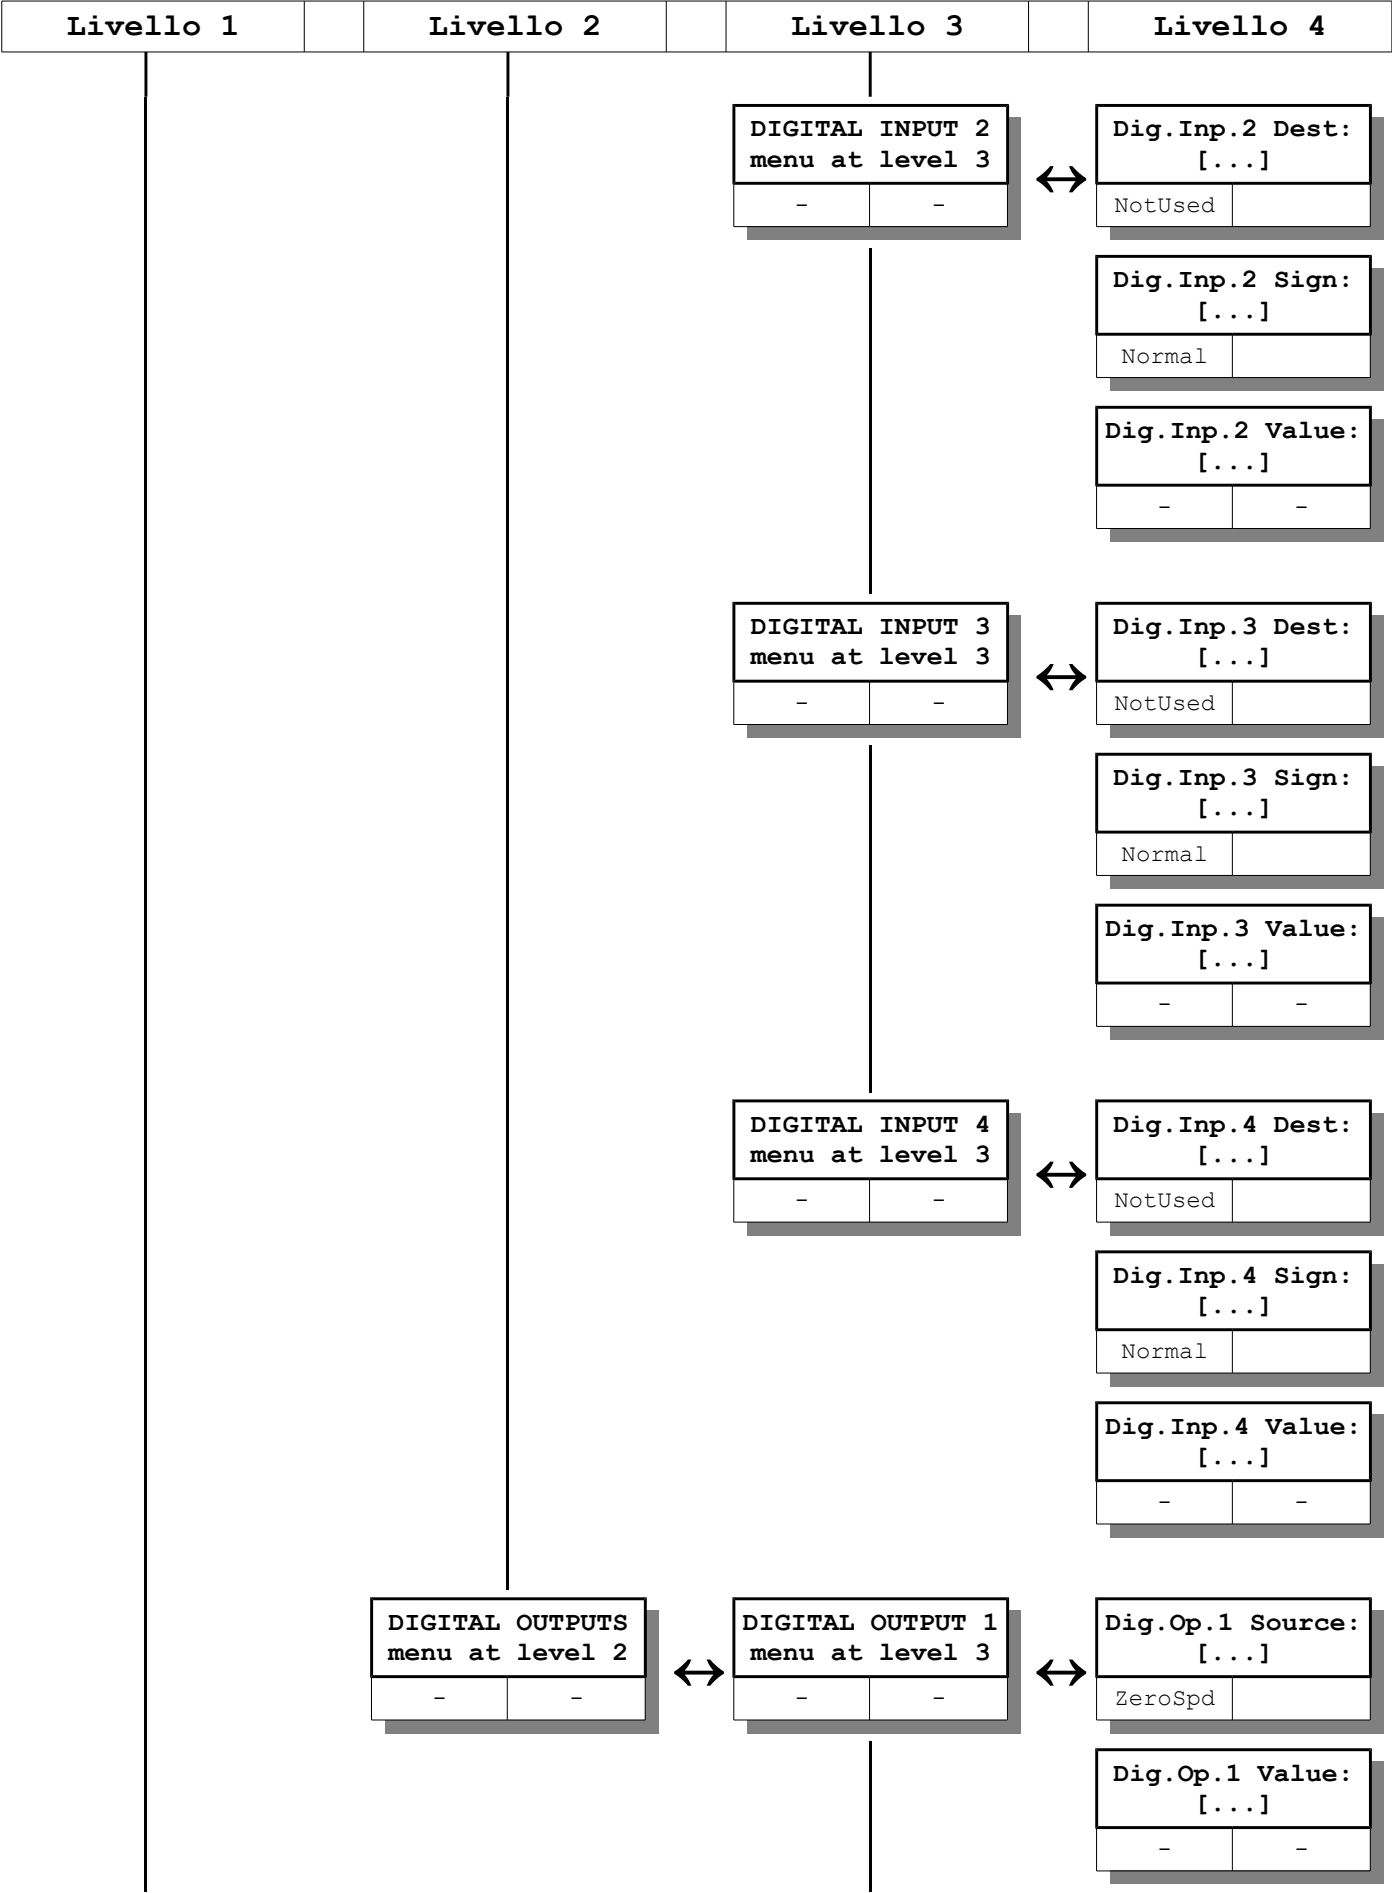 Livello 1 Livello 2 Livello 3 Livello 4
DIGITAL INPUT 2
menu at level 3
- -
Dig.Inp.2 Dest:
[...]
NotUsed
Dig.Inp.2 Sign:
[...]
Normal
Dig.Inp.2 Value:
[...]
- -
DIGITAL INPUT 3
menu at level 3
- -
Dig.Inp.3 Dest:
[...]
NotUsed
Dig.Inp.3 Sign:
[...]
Normal
Dig.Inp.3 Value:
[...]
- -
DIGITAL INPUT 4
menu at level 3
- -
Dig.Inp.4 Dest:
[...]
NotUsed
Dig.Inp.4 Sign:
[...]
Normal
Dig.Inp.4 Value:
[...]
- -
DIGITAL OUTPUTS
menu at level 2
- -
DIGITAL OUTPUT 1
menu at level 3
- -
Dig.Op.1 Source:
[...]
ZeroSpd
Dig.Op.1 Value:
[...]
- -